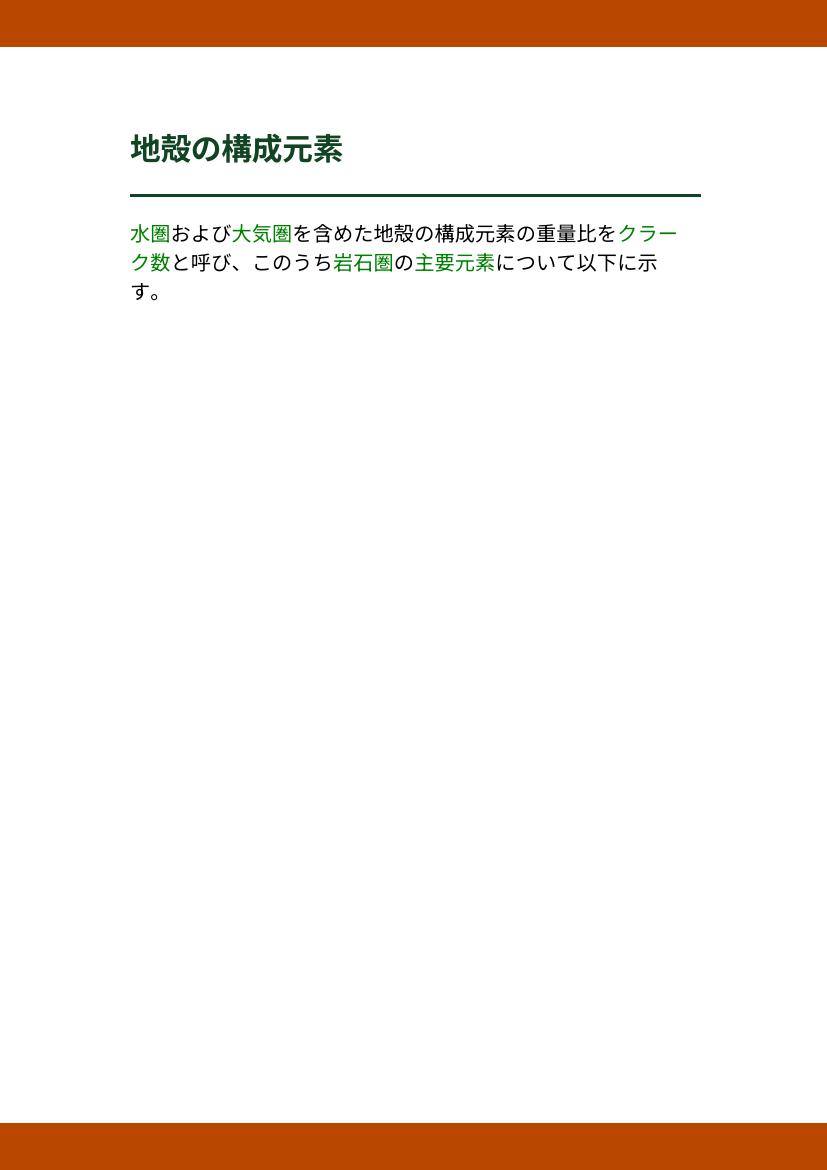 地殻の構成元素
水圏および大気圏を含めた地殻の構成元素の重量比をクラー
ク数と呼び、このうち岩石圏の主要元素について以下に示
す。